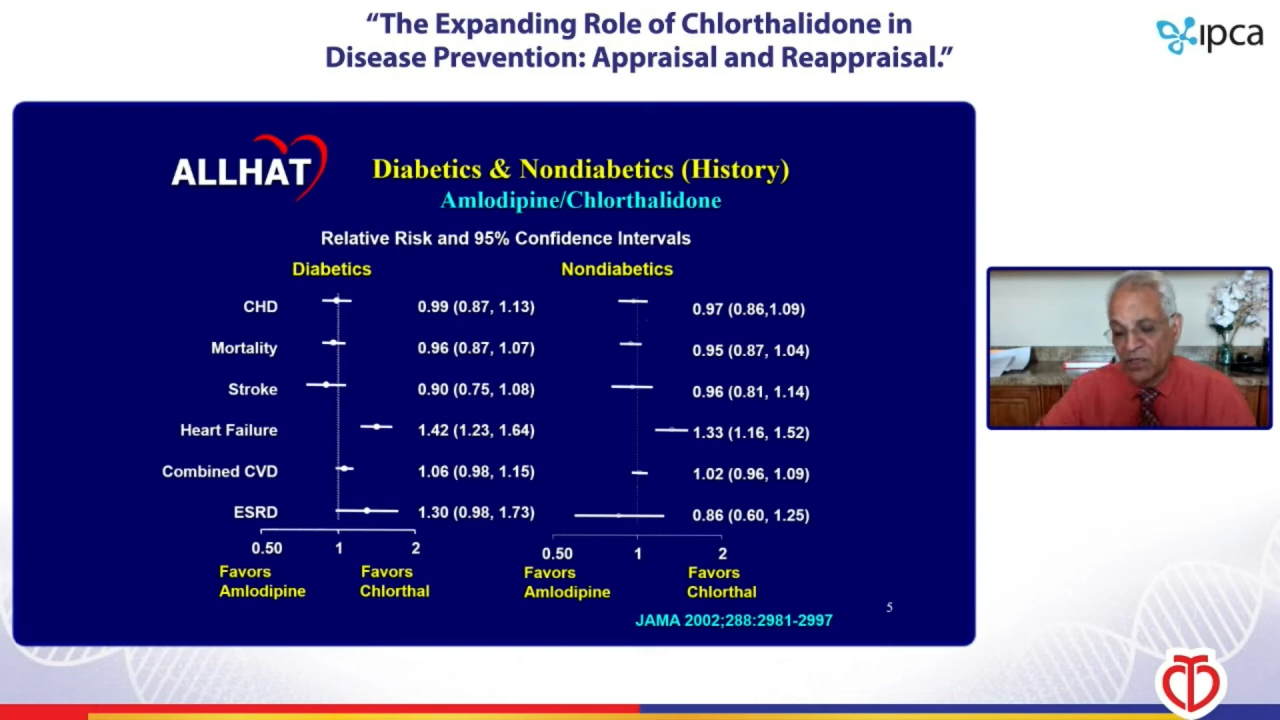 “The Expanding Role of Chlorthalidone in
Disease Prevention: Appraisal and Reappraisal.”
ipca
ALLHAT
Diabetics & Nondiabetics (History)
Amlodipine/Chlorthalidone
Relative Risk and 95% Confidence Intervals
Diabetics Nondiabetics
CHD 0.99 (0.87, 1.13) 0.97 (0.86,1.09)
Mortality 0.96 (0.87, 1.07) 0.95 (0.87, 1.04)
Stroke 0.90 (0.75, 1.08) 0.96 (0.81, 1.14)
Heart Failure 1.42 (1.23, 1.64) 1.33 (1.16, 1.52)
Combined CVD 1.06 (0.98, 1.15) 1.02 (0.96, 1.09)
ESRD 1.30 (0.98, 1.73) 0.86 (0.60, 1.25)
0.50 1 2 0.50 1 2
Favors Favors Favors Favors
Amlodipine Chlorthal Amlodipine Chlorthal
5
JAMA 2002;288:2981-2997